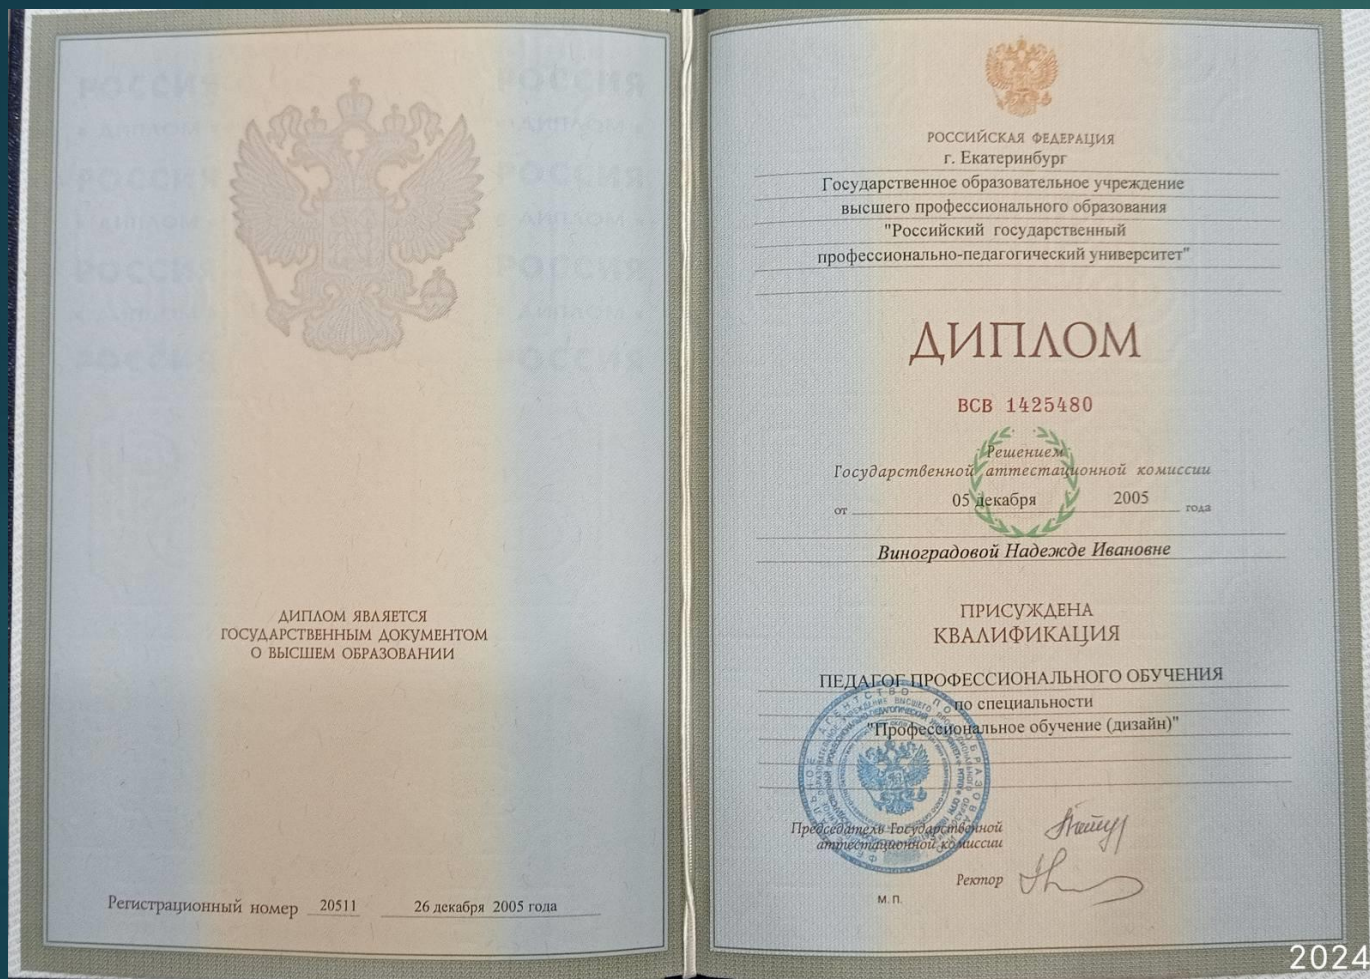 ДИПЛОМ ЯВЛЯЕТСЯ
ГОСУДАРСТВЕННЫМ ДОКУМЕНТОМ
О ВЫСШЕМ ОБРАЗОВАНИИ
Регистрационный номер 20511 26 декабря 2005 года
РОССИЙСКАЯ ФЕДЕРАЦИЯ
г. Екатеринбург
Государственное образовательное учреждение
высшего профессионального образования
"Российский государственный
профессионально-педагогический университет"
ДИПЛОМ
ВСВ 1425480
Решением
Государственной аттестационной комиссии
от 05 декабря 2005 года
Виноградовой Надежде Ивановне
ПРИСУЖДЕНА
КВАЛИФИКАЦИЯ
ПЕДАГОГ ПРОФЕССИОНАЛЬНОГО ОБУЧЕНИЯ
по специальности
"Профессиональное обучение (дизайн)"
Председатель Государственной
аттестационной комиссии
Ректор
М. П.
2024